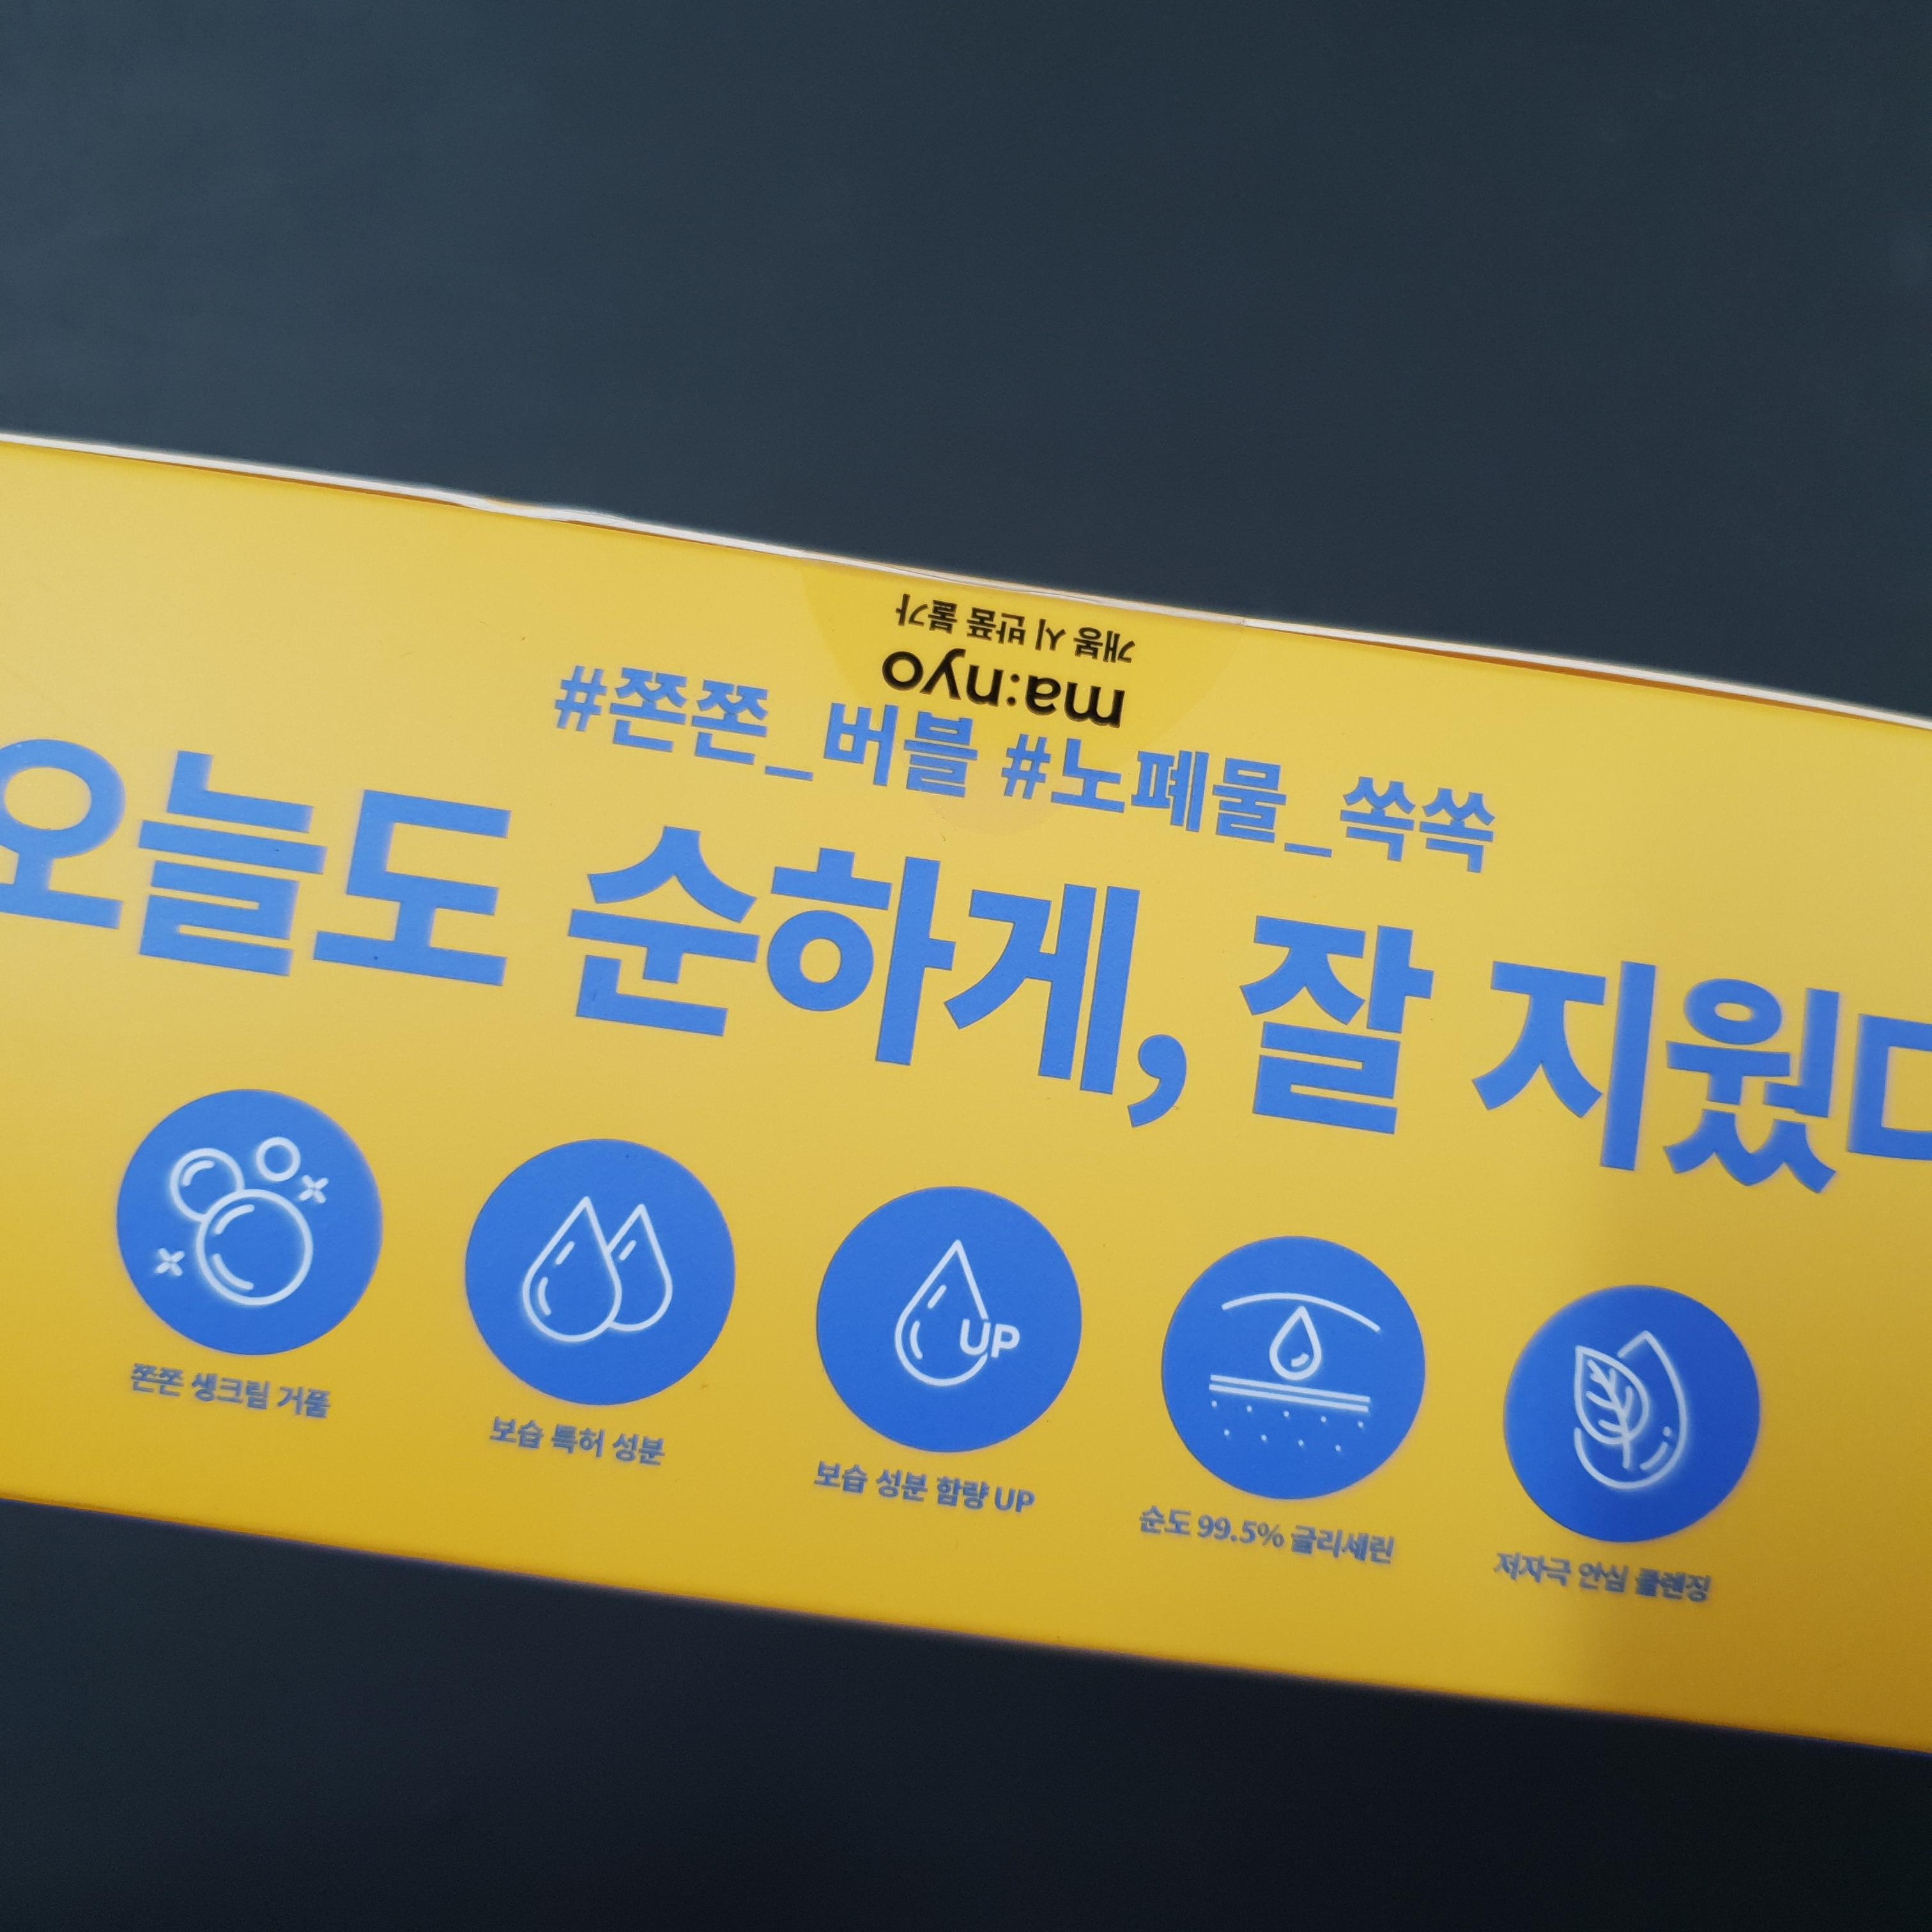 개봉 시 반품 불가
ma:nyo
#쫀쫀_버블 #노폐물_쏙쏙
오늘도 순하게, 잘 지웠다
UP
쫀쫀 생크림 거품
보습 특허 성분
보습 성분 함량 UP
순도 99.5% 글리세린
저자극 안심 클렌징